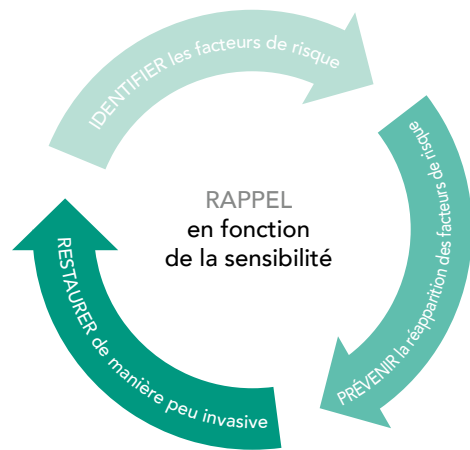 IDENTIFIER les facteurs de risque
PRÉVENIR la réapparition des facteurs de risque
RESTAURER de manière peu invasive
RAPPEL
en fonction
de la sensibilité